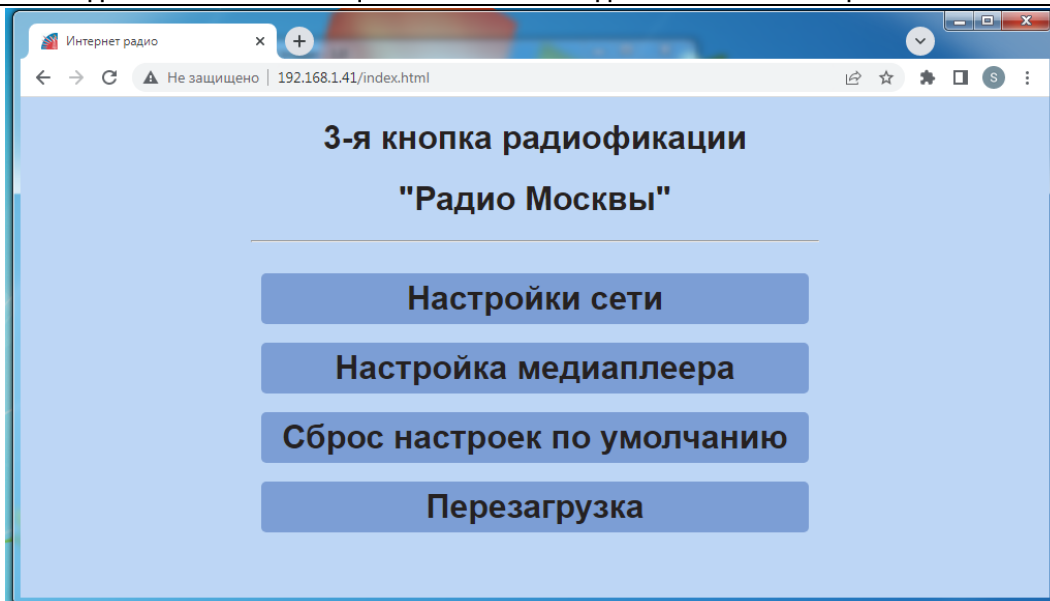 Интернет радио
Не защищено | 192.168.1.41/index.html
S
3-я кнопка радиофикации
"Радио Москвы"
Настройки сети
Настройка медиаплеера
Сброс настроек по умолчанию
Перезагрузка